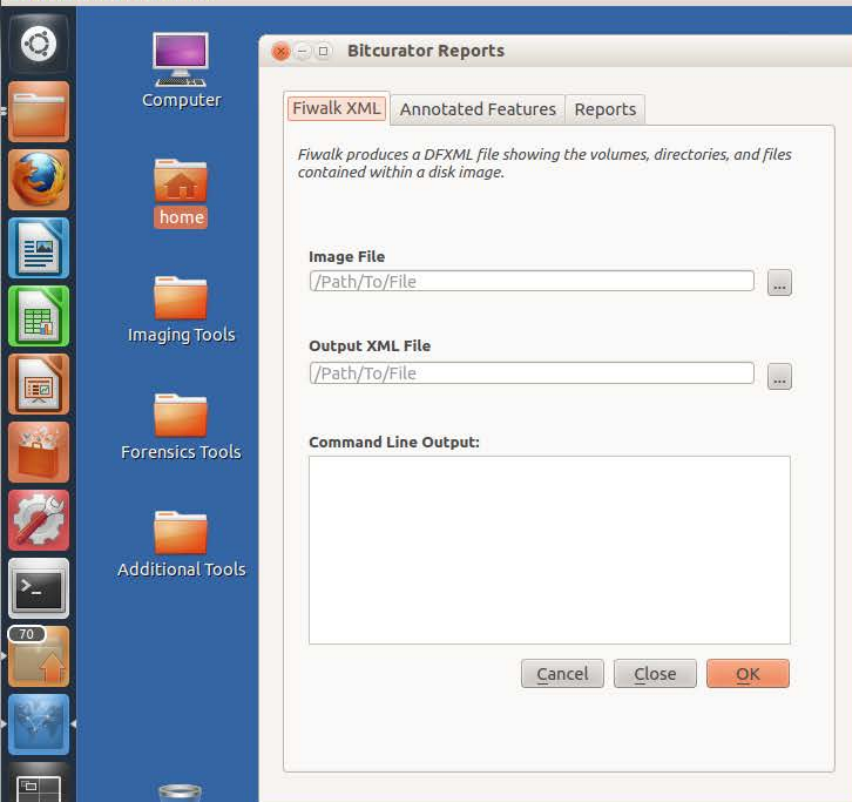 Bitcurator Reports
Computer
home
Imaging Tools
Forensics Tools
Additional Tools
70
Fiwalk XML
Annotated Features
Reports
Fiwalk produces a DFXML file showing the volumes, directories, and files
contained within a disk image.
Image File
/Path/To/File
...
Output XML File
/Path/To/File
...
Command Line Output:
Cancel
Close
OK